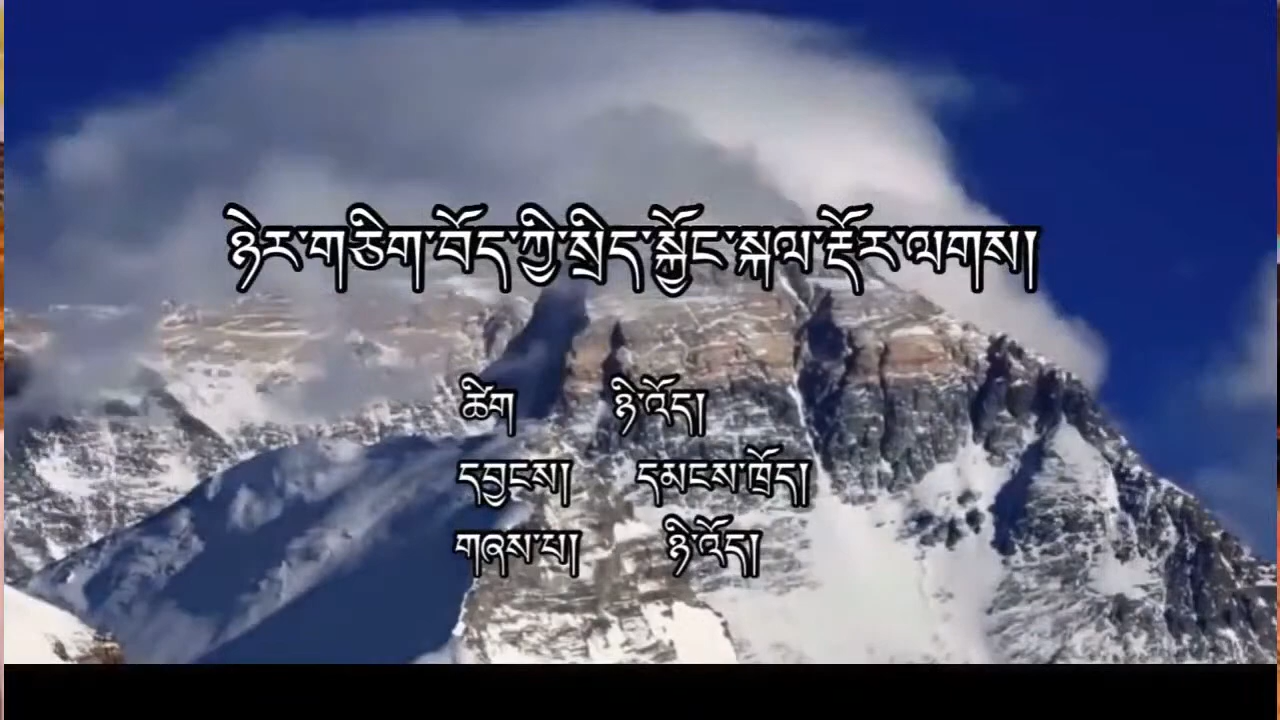 ཉེར་གཅིག་བོད་ཀྱི་སྲིད་སྐྱོང་སྐལ་རྡོར་ལགས།
ཚིག ཉི་འོད།
དབྱངས། དམངས་ཁྲོད།
གཞས་པ། ཉི་འོད།